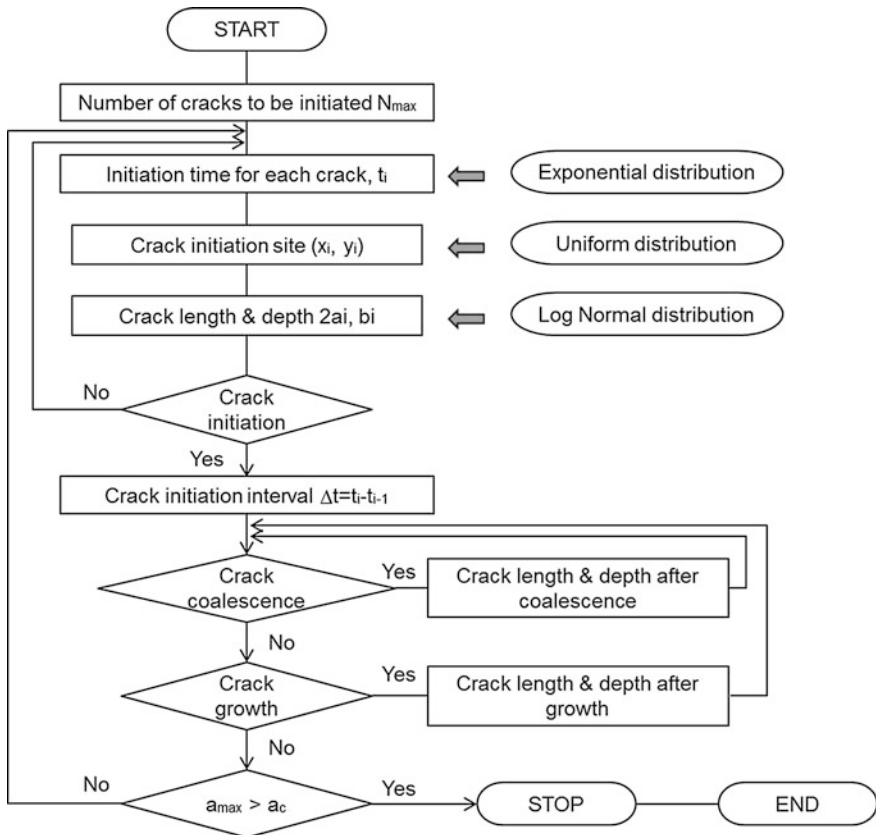 START
Number of cracks to be initiated Nmax
Initiation time for each crack, ti
Exponential distribution
Crack initiation site (xi, yi)
Uniform distribution
Crack length & depth 2ai, bi
Log Normal distribution
No
Crack
initiation
Yes
Crack initiation interval Δt=ti-ti-1
Crack
coalescence
Yes
Crack length & depth after
coalescence
No
Crack
growth
Yes
Crack length & depth after
growth
No
No
amax > ac
Yes
STOP
END